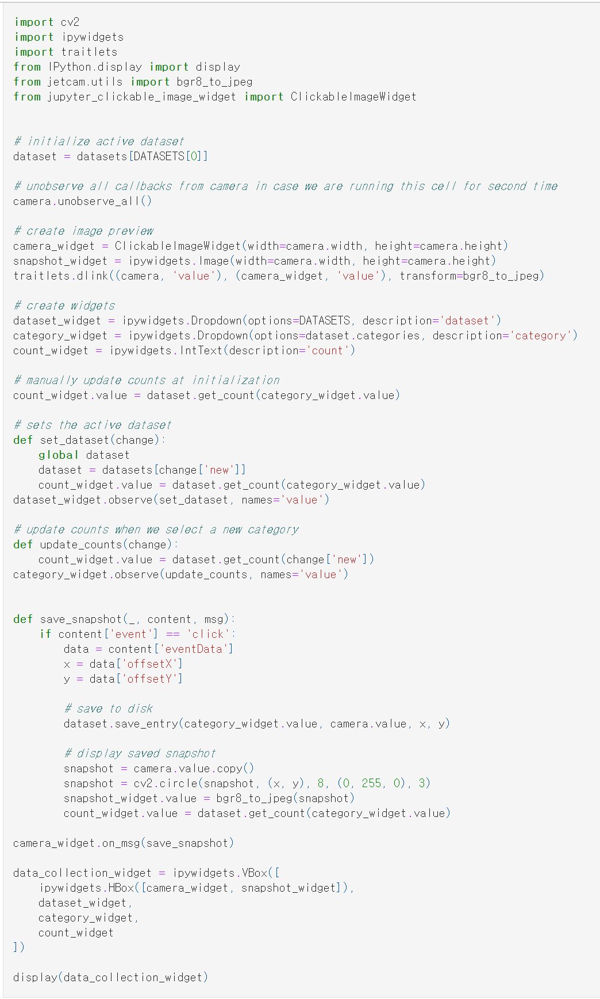 import cv2
import ipywidgets
import traitlets
from IPython.display import display
from jetcam.utils import bgr8_to_jpeg
from jupyter_clickable_image_widget import ClickableImageWidget


# initialize active dataset
dataset = datasets[DATASETS[0]]

# unobserve all callbacks from camera in case we are running this cell for second time
camera.unobserve_all()

# create image preview
camera_widget = ClickableImageWidget(width=camera.width, height=camera.height)
snapshot_widget = ipywidgets.Image(width=camera.width, height=camera.height)
traitlets.dlink((camera, 'value'), (camera_widget, 'value'), transform=bgr8_to_jpeg)

# create widgets
dataset_widget = ipywidgets.Dropdown(options=DATASETS, description='dataset')
category_widget = ipywidgets.Dropdown(options=dataset.categories, description='category')
count_widget = ipywidgets.IntText(description='count')

# manually update counts at initialization
count_widget.value = dataset.get_count(category_widget.value)

# sets the active dataset
def set_dataset(change):
    global dataset
    dataset = datasets[change['new']]
    count_widget.value = dataset.get_count(category_widget.value)
dataset_widget.observe(set_dataset, names='value')

# update counts when we select a new category
def update_counts(change):
    count_widget.value = dataset.get_count(change['new'])
category_widget.observe(update_counts, names='value')


def save_snapshot(_, content, msg):
    if content['event'] == 'click':
        data = content['eventData']
        x = data['offsetX']
        y = data['offsetY']

        # save to disk
        dataset.save_entry(category_widget.value, camera.value, x, y)

        # display saved snapshot
        snapshot = camera.value.copy()
        snapshot = cv2.circle(snapshot, (x, y), 8, (0, 255, 0), 3)
        snapshot_widget.value = bgr8_to_jpeg(snapshot)
        count_widget.value = dataset.get_count(category_widget.value)

camera_widget.on_msg(save_snapshot)

data_collection_widget = ipywidgets.VBox([
    ipywidgets.HBox([camera_widget, snapshot_widget]),
    dataset_widget,
    category_widget,
    count_widget
])

display(data_collection_widget)